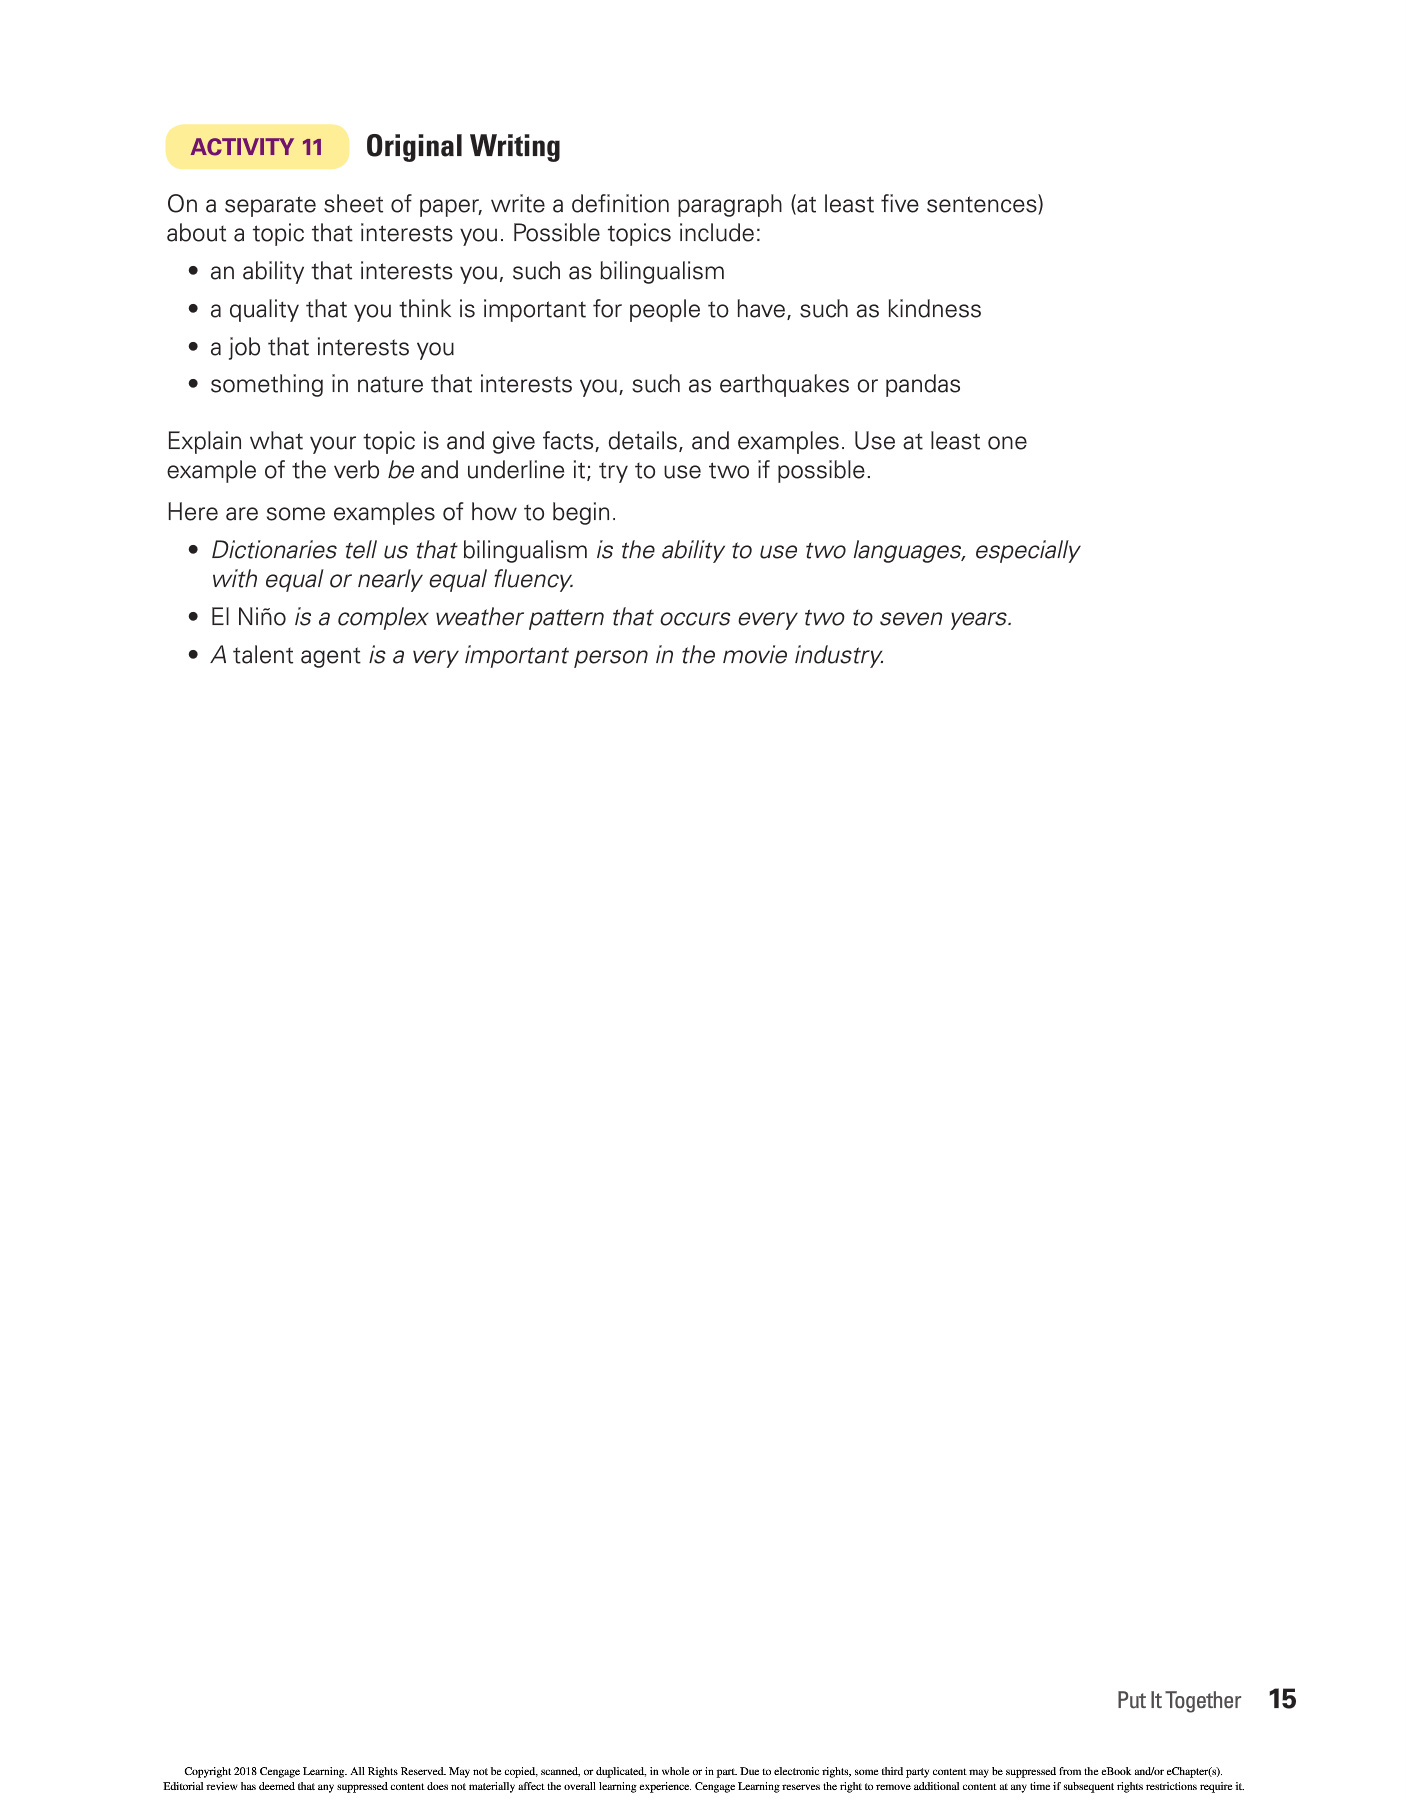 ACTIVITY 11 Original Writing
On a separate sheet of paper, write a definition paragraph (at least five sentences)
about a topic that interests you. Possible topics include:
• an ability that interests you, such as bilingualism
• a quality that you think is important for people to have, such as kindness
• a job that interests you
• something in nature that interests you, such as earthquakes or pandas
Explain what your topic is and give facts, details, and examples. Use at least one
example of the verb be and underline it; try to use two if possible.
Here are some examples of how to begin.
• Dictionaries tell us that bilingualism is the ability to use two languages, especially
with equal or nearly equal fluency.
• El Niño is a complex weather pattern that occurs every two to seven years.
• A talent agent is a very important person in the movie industry.
Put It Together 15
Copyright 2018 Cengage Learning. All Rights Reserved. May not be copied, scanned, or duplicated, in whole or in part. Due to electronic rights, some third party content may be suppressed from the eBook and/or eChapter(s).
Editorial review has deemed that any suppressed content does not materially affect the overall learning experience. Cengage Learning reserves the right to remove additional content at any time if subsequent rights restrictions require it.